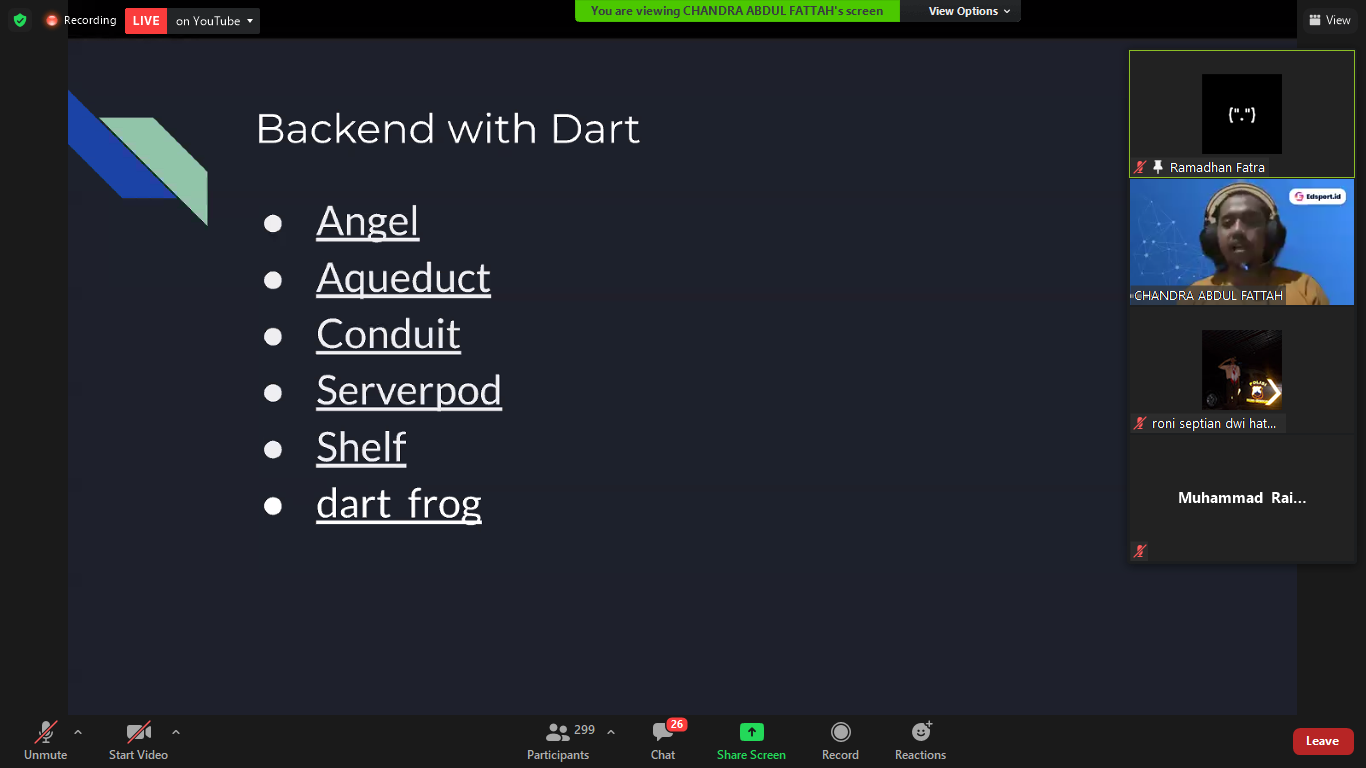 Recording
LIVE on YouTube
You are viewing CHANDRA ABDUL FATTAH's screen
View Options
View
Backend with Dart
● Angel
● Aqueduct
● Conduit
● Serverpod
● Shelf
● dart_frog
{"."}
Ramadhan Fatra
Edspert.id
CHANDRA ABDUL FATTAH
POLISI
roni septian dwi hat...
Muhammad Rai...
Unmute
Start Video
299
Participants
26
Chat
Share Screen
Record
Reactions
Leave